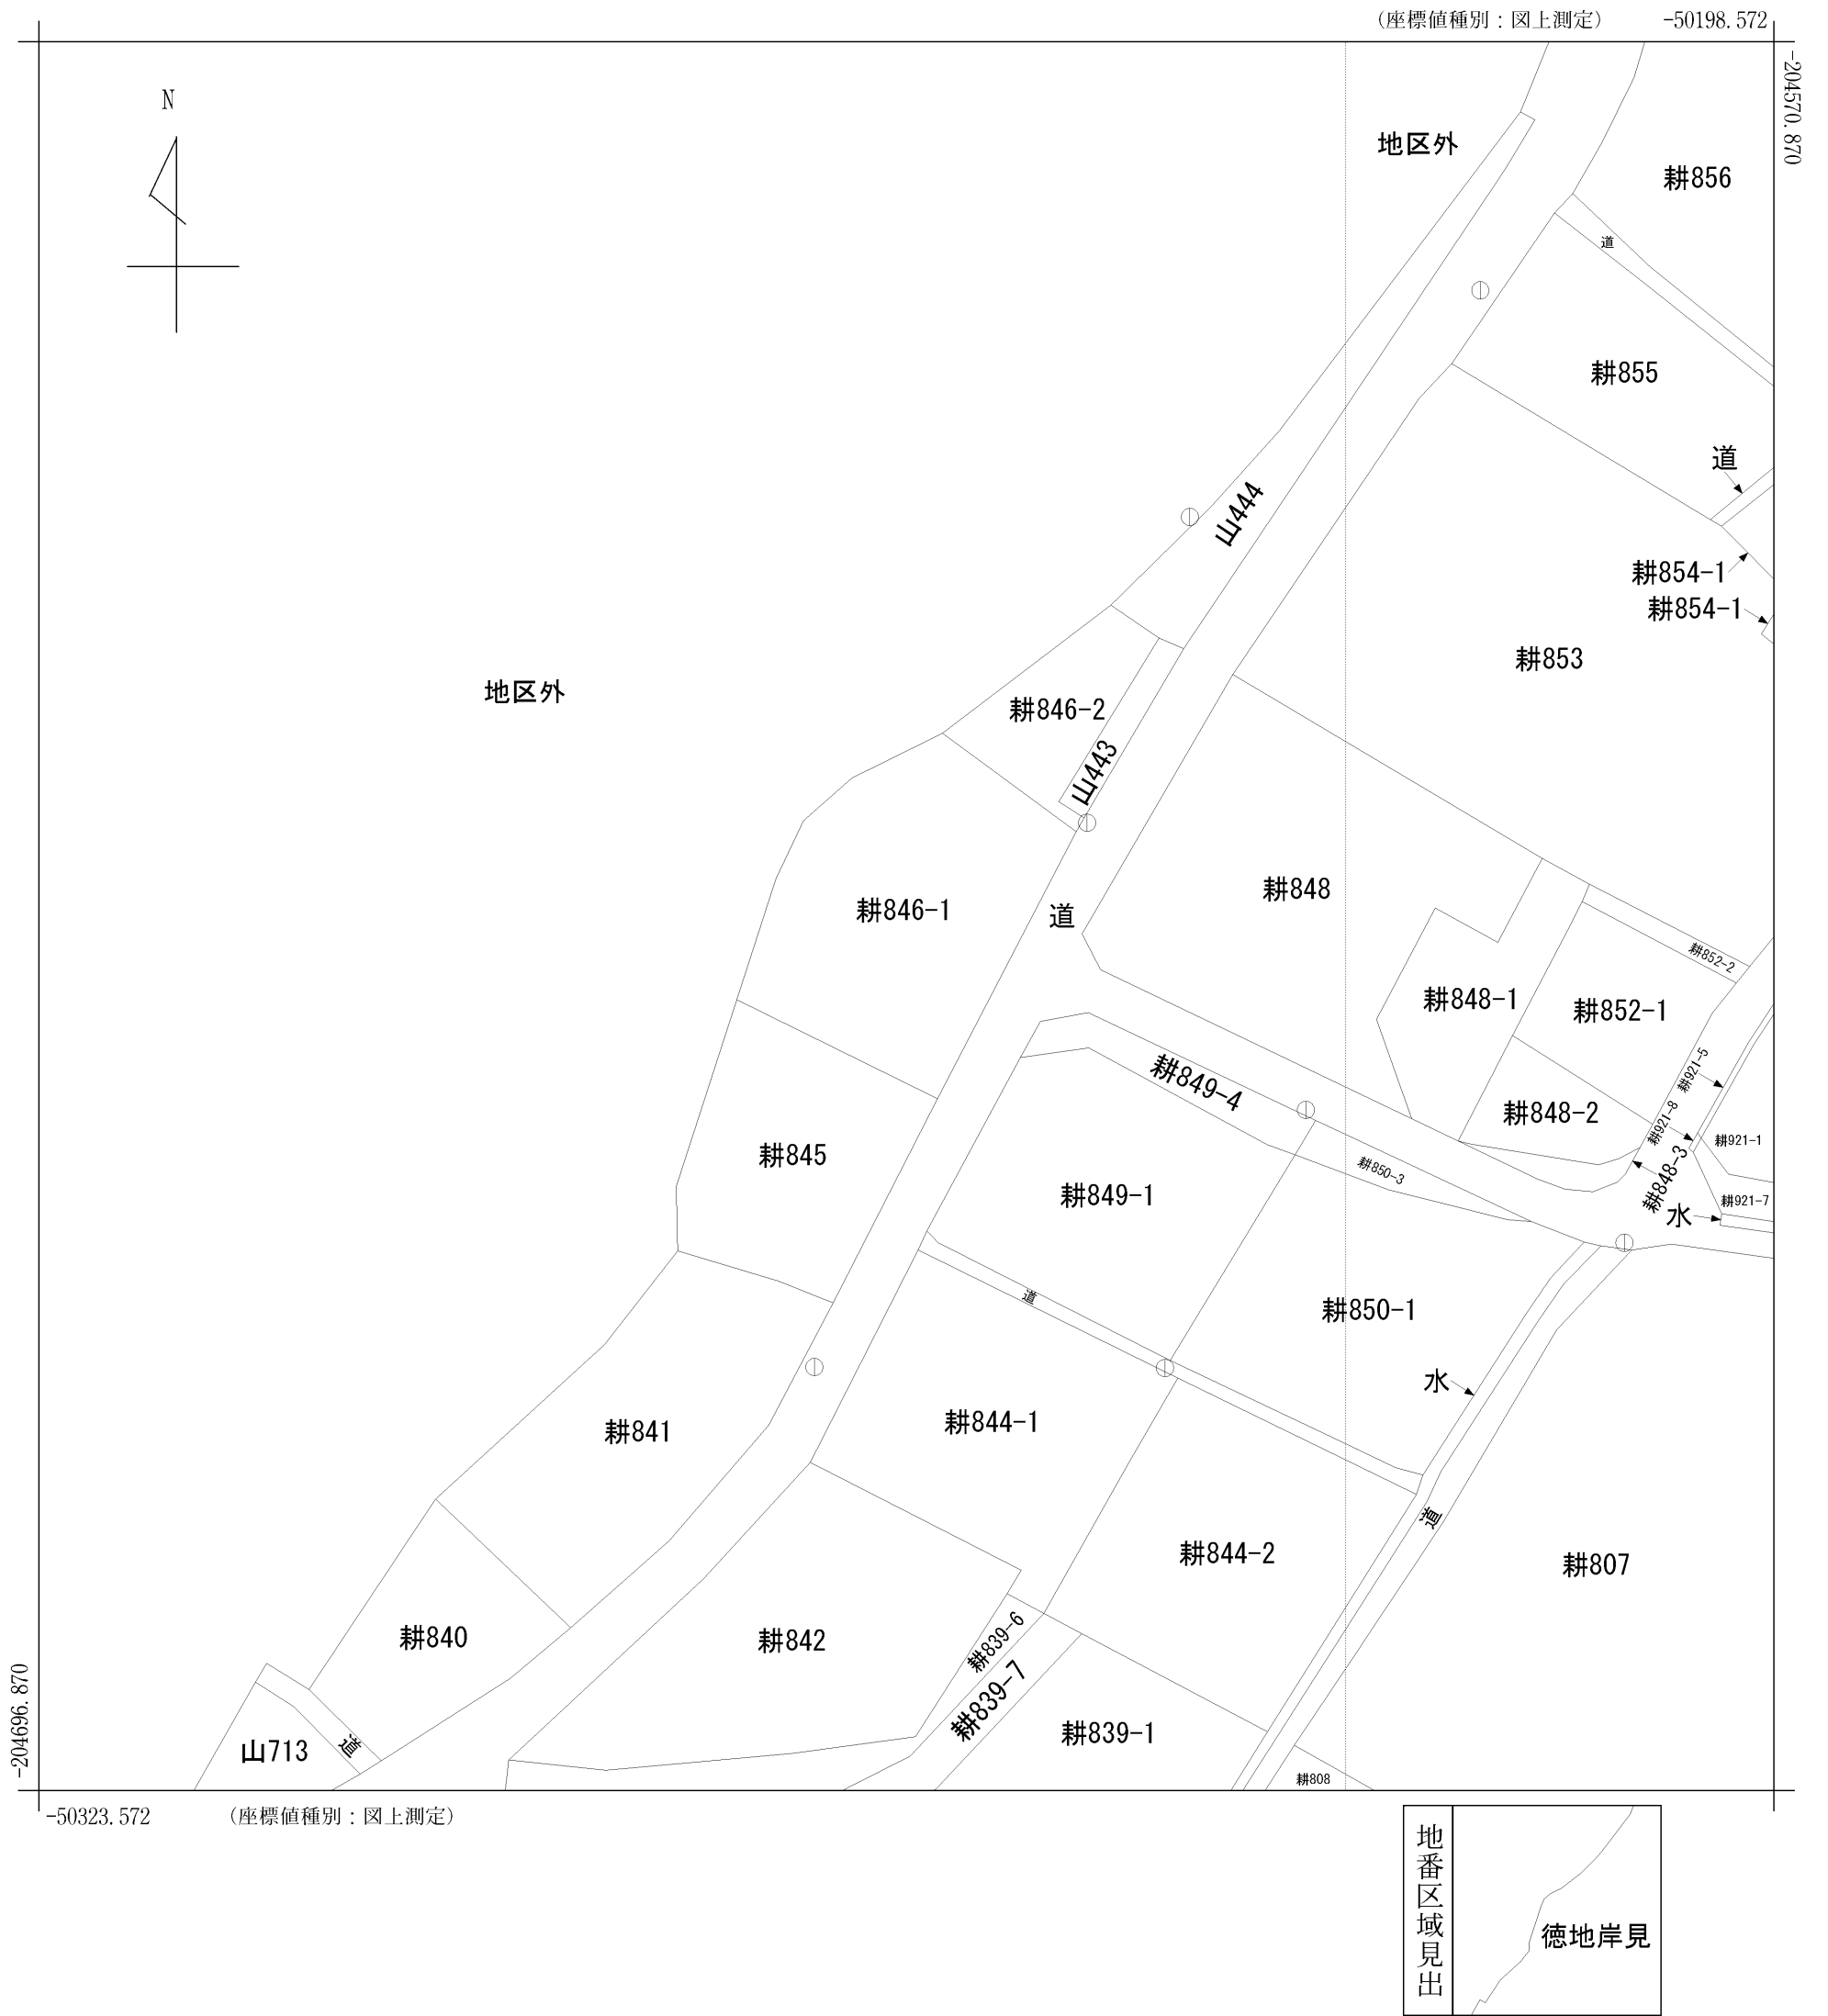 （座標値種別：図上測定）
-50198.572
-204570.870
N
地区外
耕856
道
耕855
道
山444
耕854-1
耕854-1
耕853
地区外
耕846-2
山443
耕848
耕846-1
道
耕852-2
耕848-1
耕852-1
耕921-5
耕849-4
耕848-2
耕921-8
耕921-1
耕845
耕850-3
耕848-3
耕849-1
耕921-7
水
道
耕850-1
水
耕844-1
耕841
道
耕844-2
耕807
耕840
耕842
耕839-6
耕839-7
耕839-1
山713
道
耕808
-204696.870
-50323.572
（座標値種別：図上測定）
地番区域見出
徳地岸見